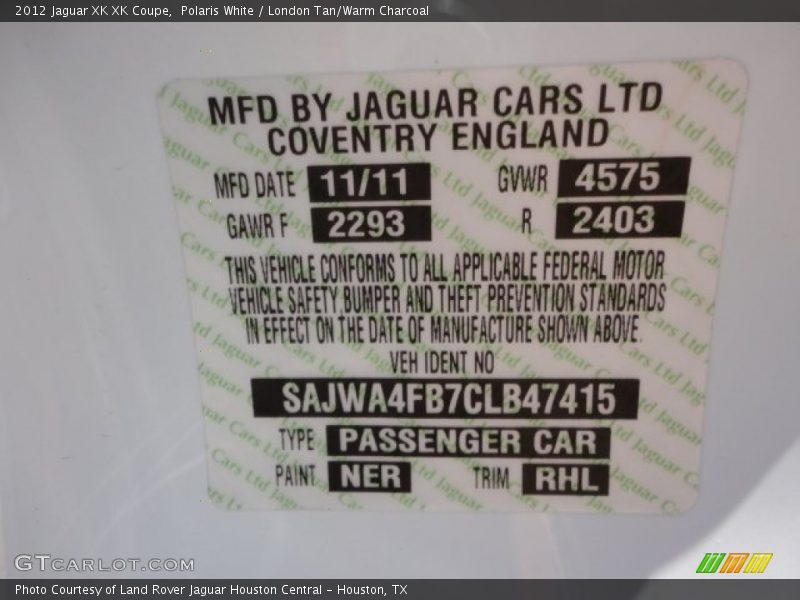 2012 Jaguar XK XK Coupe,  Polaris White / London Tan/Warm Charcoal
MFD BY JAGUAR CARS LTD
COVENTRY ENGLAND
MFD DATE 11/11 GVWR 4575
GAWR F 2293 R 2403
THIS VEHICLE CONFORMS TO ALL APPLICABLE FEDERAL MOTOR
VEHICLE SAFETY BUMPER AND THEFT PREVENTION STANDARDS
IN EFFECT ON THE DATE OF MANUFACTURE SHOWN ABOVE.
VEH IDENT NO
SAJWA4FB7CLB47415
TYPE PASSENGER CAR
PAINT NER TRIM RHL
GTCARLOT.COM
Photo Courtesy of Land Rover Jaguar Houston Central – Houston, TX